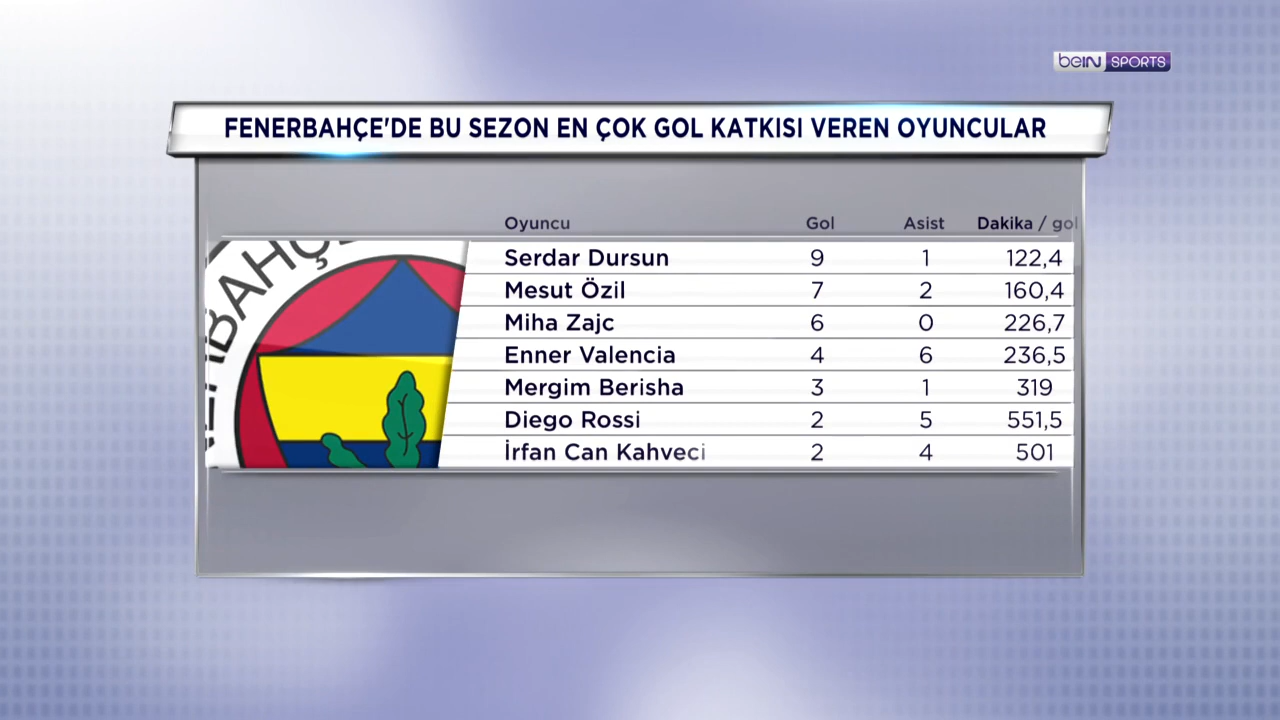 beIN SPORTS
FENERBAHÇE'DE BU SEZON EN ÇOK GOL KATKISI VEREN OYUNCULAR
Oyuncu Gol Asist Dakika / gol
Serdar Dursun 9 1 122,4
Mesut Özil 7 2 160,4
Miha Zajc 6 0 226,7
Enner Valencia 4 6 236,5
Mergim Berisha 3 1 319
Diego Rossi 2 5 551,5
İrfan Can Kahveci 2 4 501